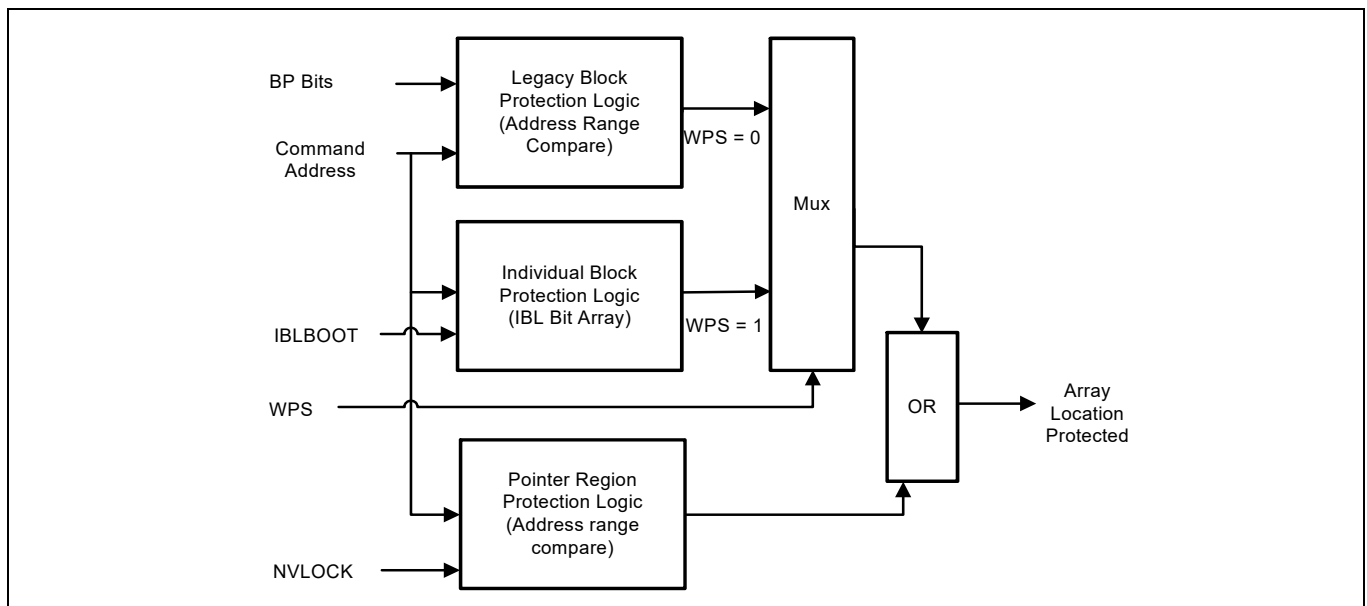 BP Bits
Command
Address
Legacy Block
Protection Logic
(Address Range
Compare)
WPS = 0
Mux
IBLBOOT
Individual Block
Protection Logic
(IBL Bit Array)
WPS = 1
WPS
OR
Array
Location
Protected
Pointer Region
Protection Logic
(Address range
compare)
NVLOCK